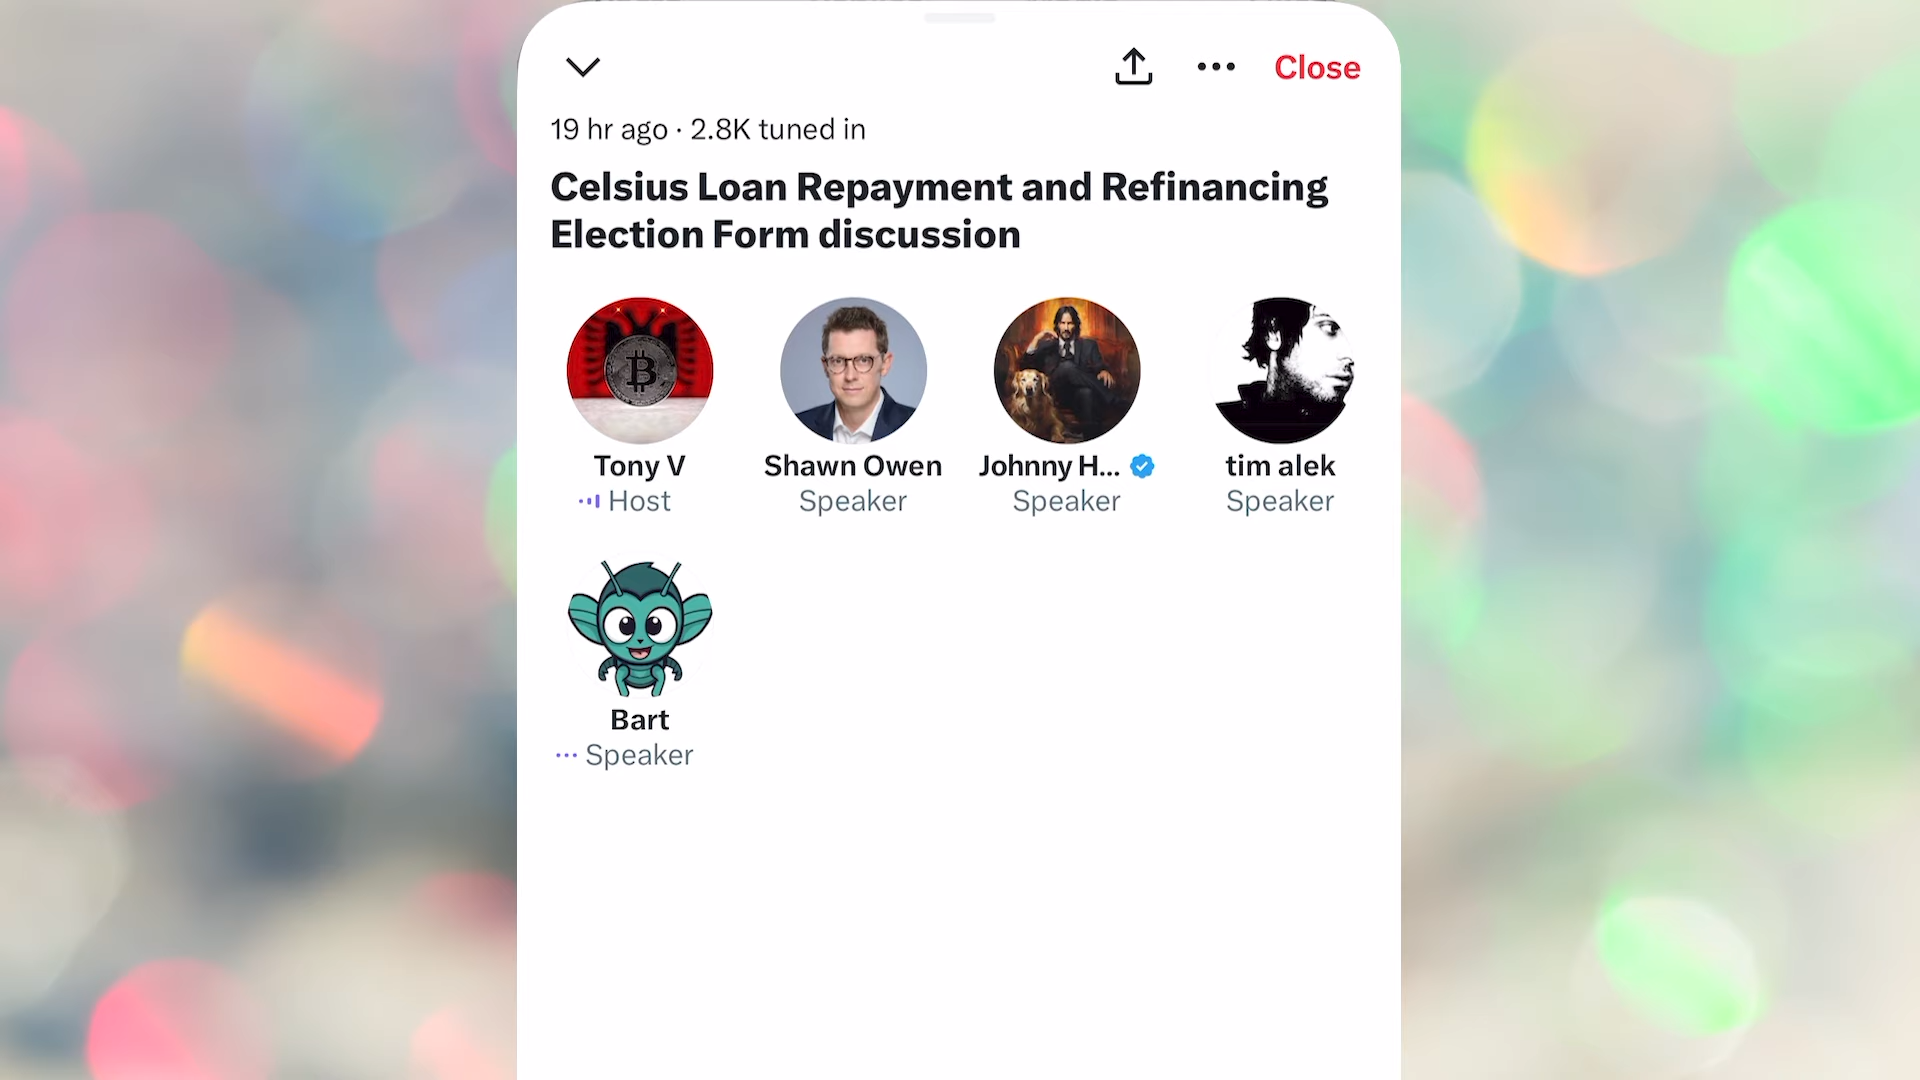 Close
19 hr ago · 2.8K tuned in
Celsius Loan Repayment and Refinancing
Election Form discussion
Tony V
Host
Shawn Owen
Speaker
Johnny H...
Speaker
tim alek
Speaker
Bart
Speaker